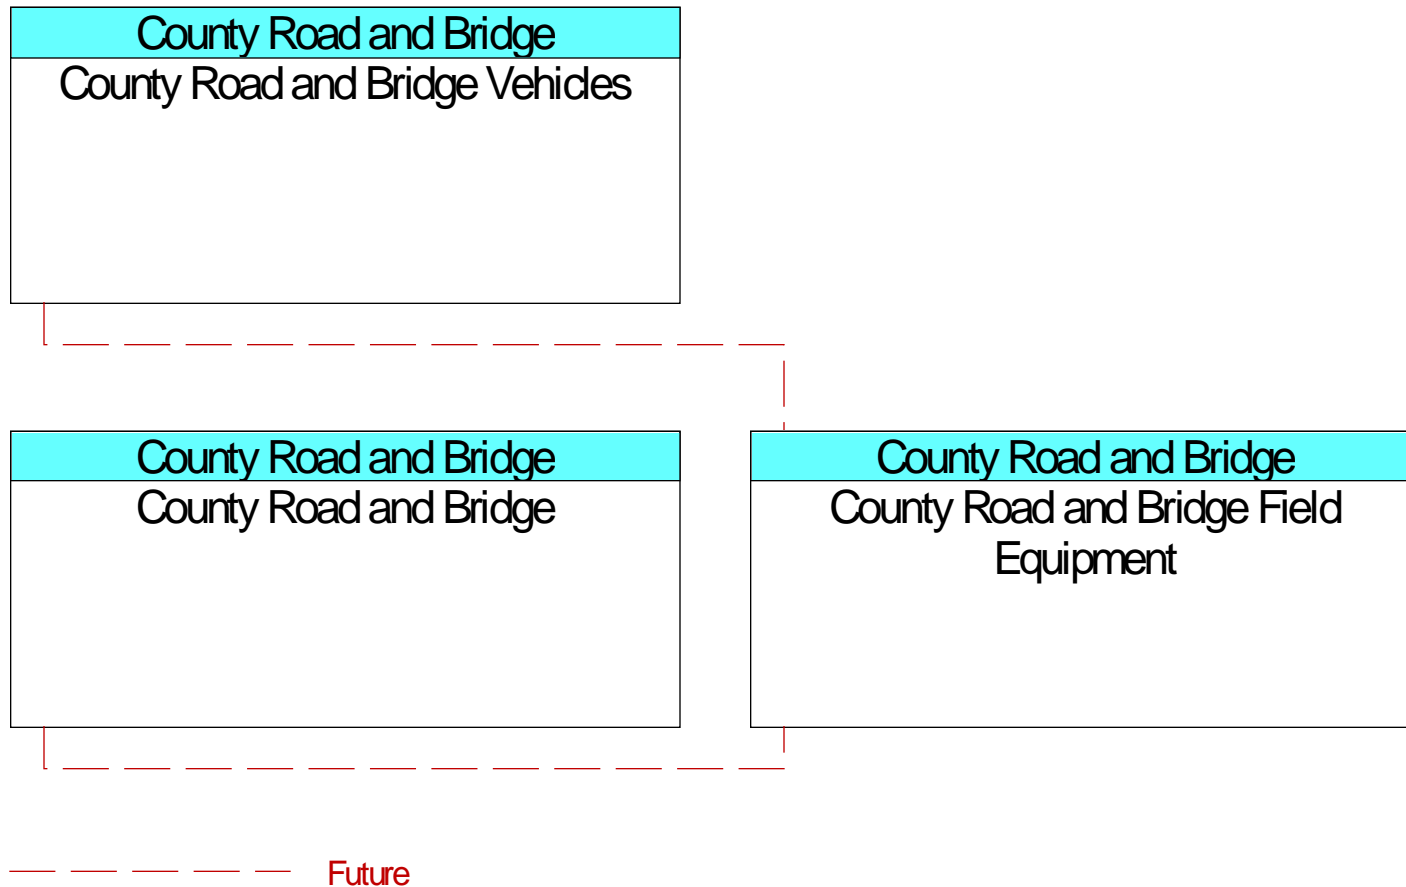 County Road and Bridge
County Road and Bridge Vehicles
County Road and Bridge
County Road and Bridge
County Road and Bridge
County Road and Bridge Field
Equipment
Future